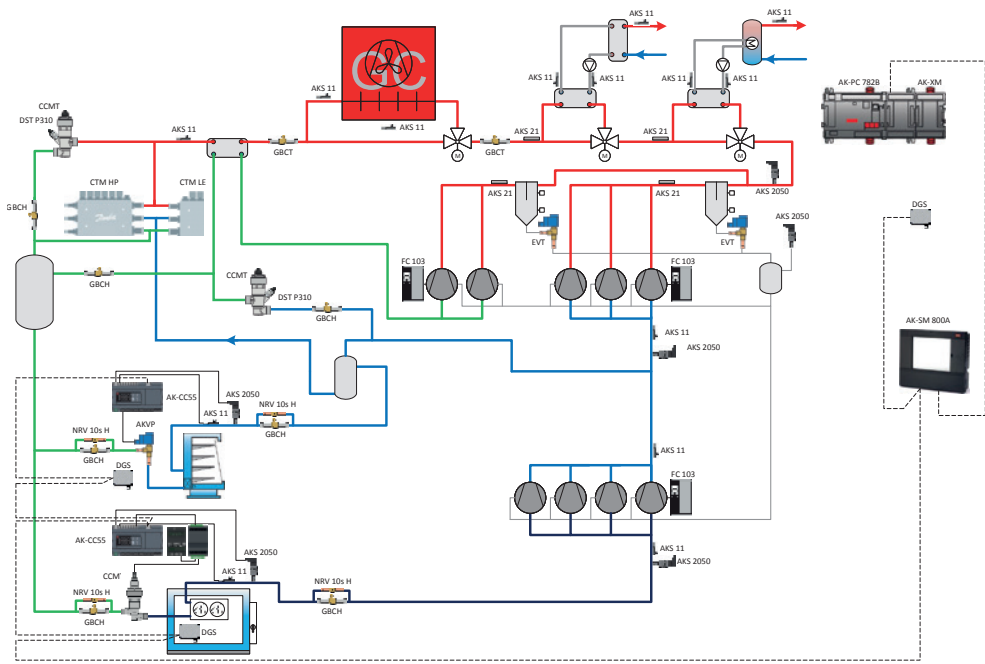 AKS 11
AKS 11
AKS 11
AKS 11
AKS 11
AKS 11
M
AK-PC 782B
AK-XM
GC
CCMT
DST P310
AKS 11
AKS 11
GBCT
GBCT
AKS 21
AKS 21
M
M
M
CTM HP
CTM LE
AKS 21
AKS 21
AKS 2050
DGS
GBCH
Danfoss
EVT
EVT
AKS 2050
GBCH
CCMT
DST P310
GBCH
FC 103
FC 103
AKS 11
AKS 2050
AK-SM 800A
AK-CC55
AKS 2050
AKS 11
NRV 10s H
GBCH
NRV 10s H
AKVP
GBCH
DGS
AKS 11
FC 103
AK-CC55
AKS 2050
AKS 11
AKS 11
AKS 2050
CCM
NRV 10s H
GBCH
NRV 10s H
GBCH
DGS